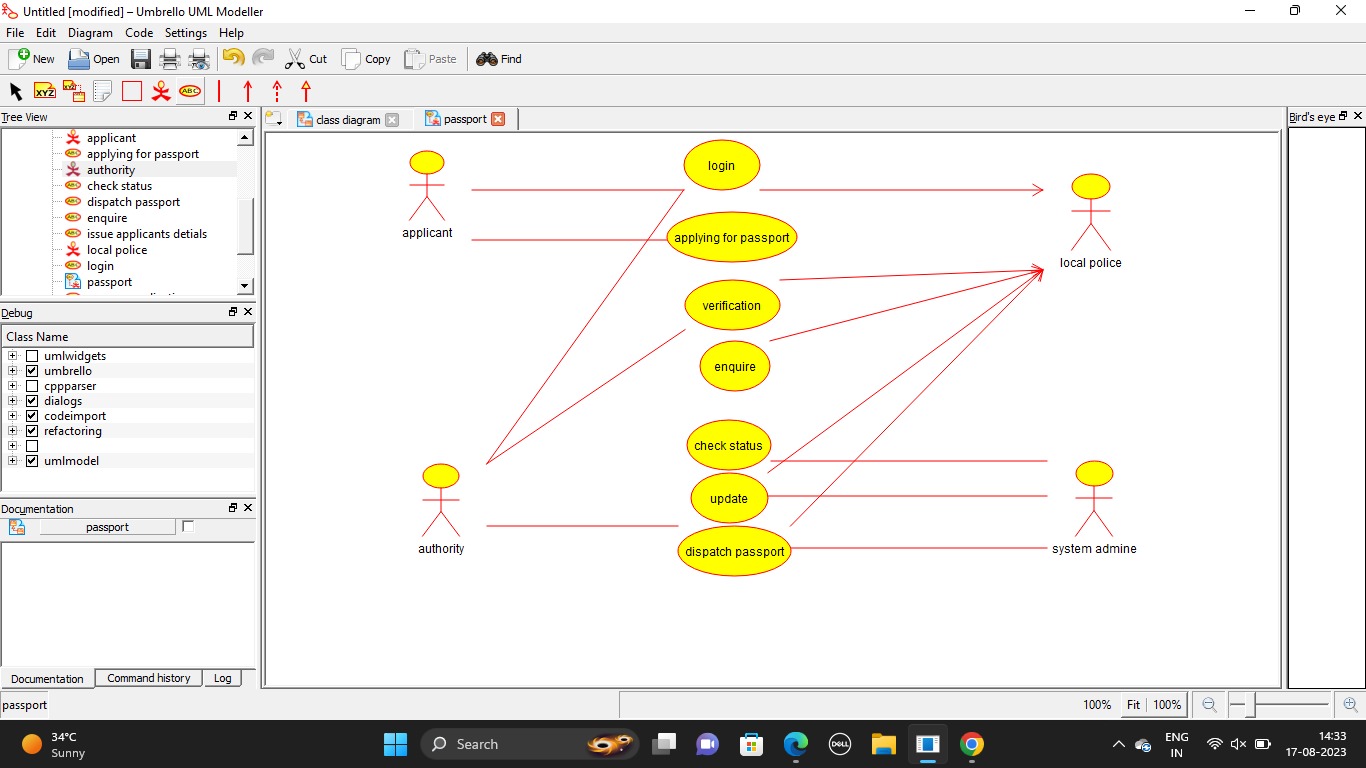 Untitled [modified] – Umbrello UML Modeller
File Edit Diagram Code Settings Help
New Open Cut Copy Paste Find
XYZ XYZ ABC
Tree View
applicant
applying for passport
authority
check status
dispatch passport
enquire
issue applicants detials
local police
login
passport
Debug
Class Name
umlwidgets
umbrello
cppparser
dialogs
codeimport
refactoring
umlmodel
Documentation
passport
Documentation Command history Log
class diagram passport
login
applicant
applying for passport
local police
verification
enquire
check status
update
authority
dispatch passport
system admine
Bird's eye
passport
100% Fit 100%
34°C
Sunny
Search
DELL
ENG
IN
14:33
17-08-2023